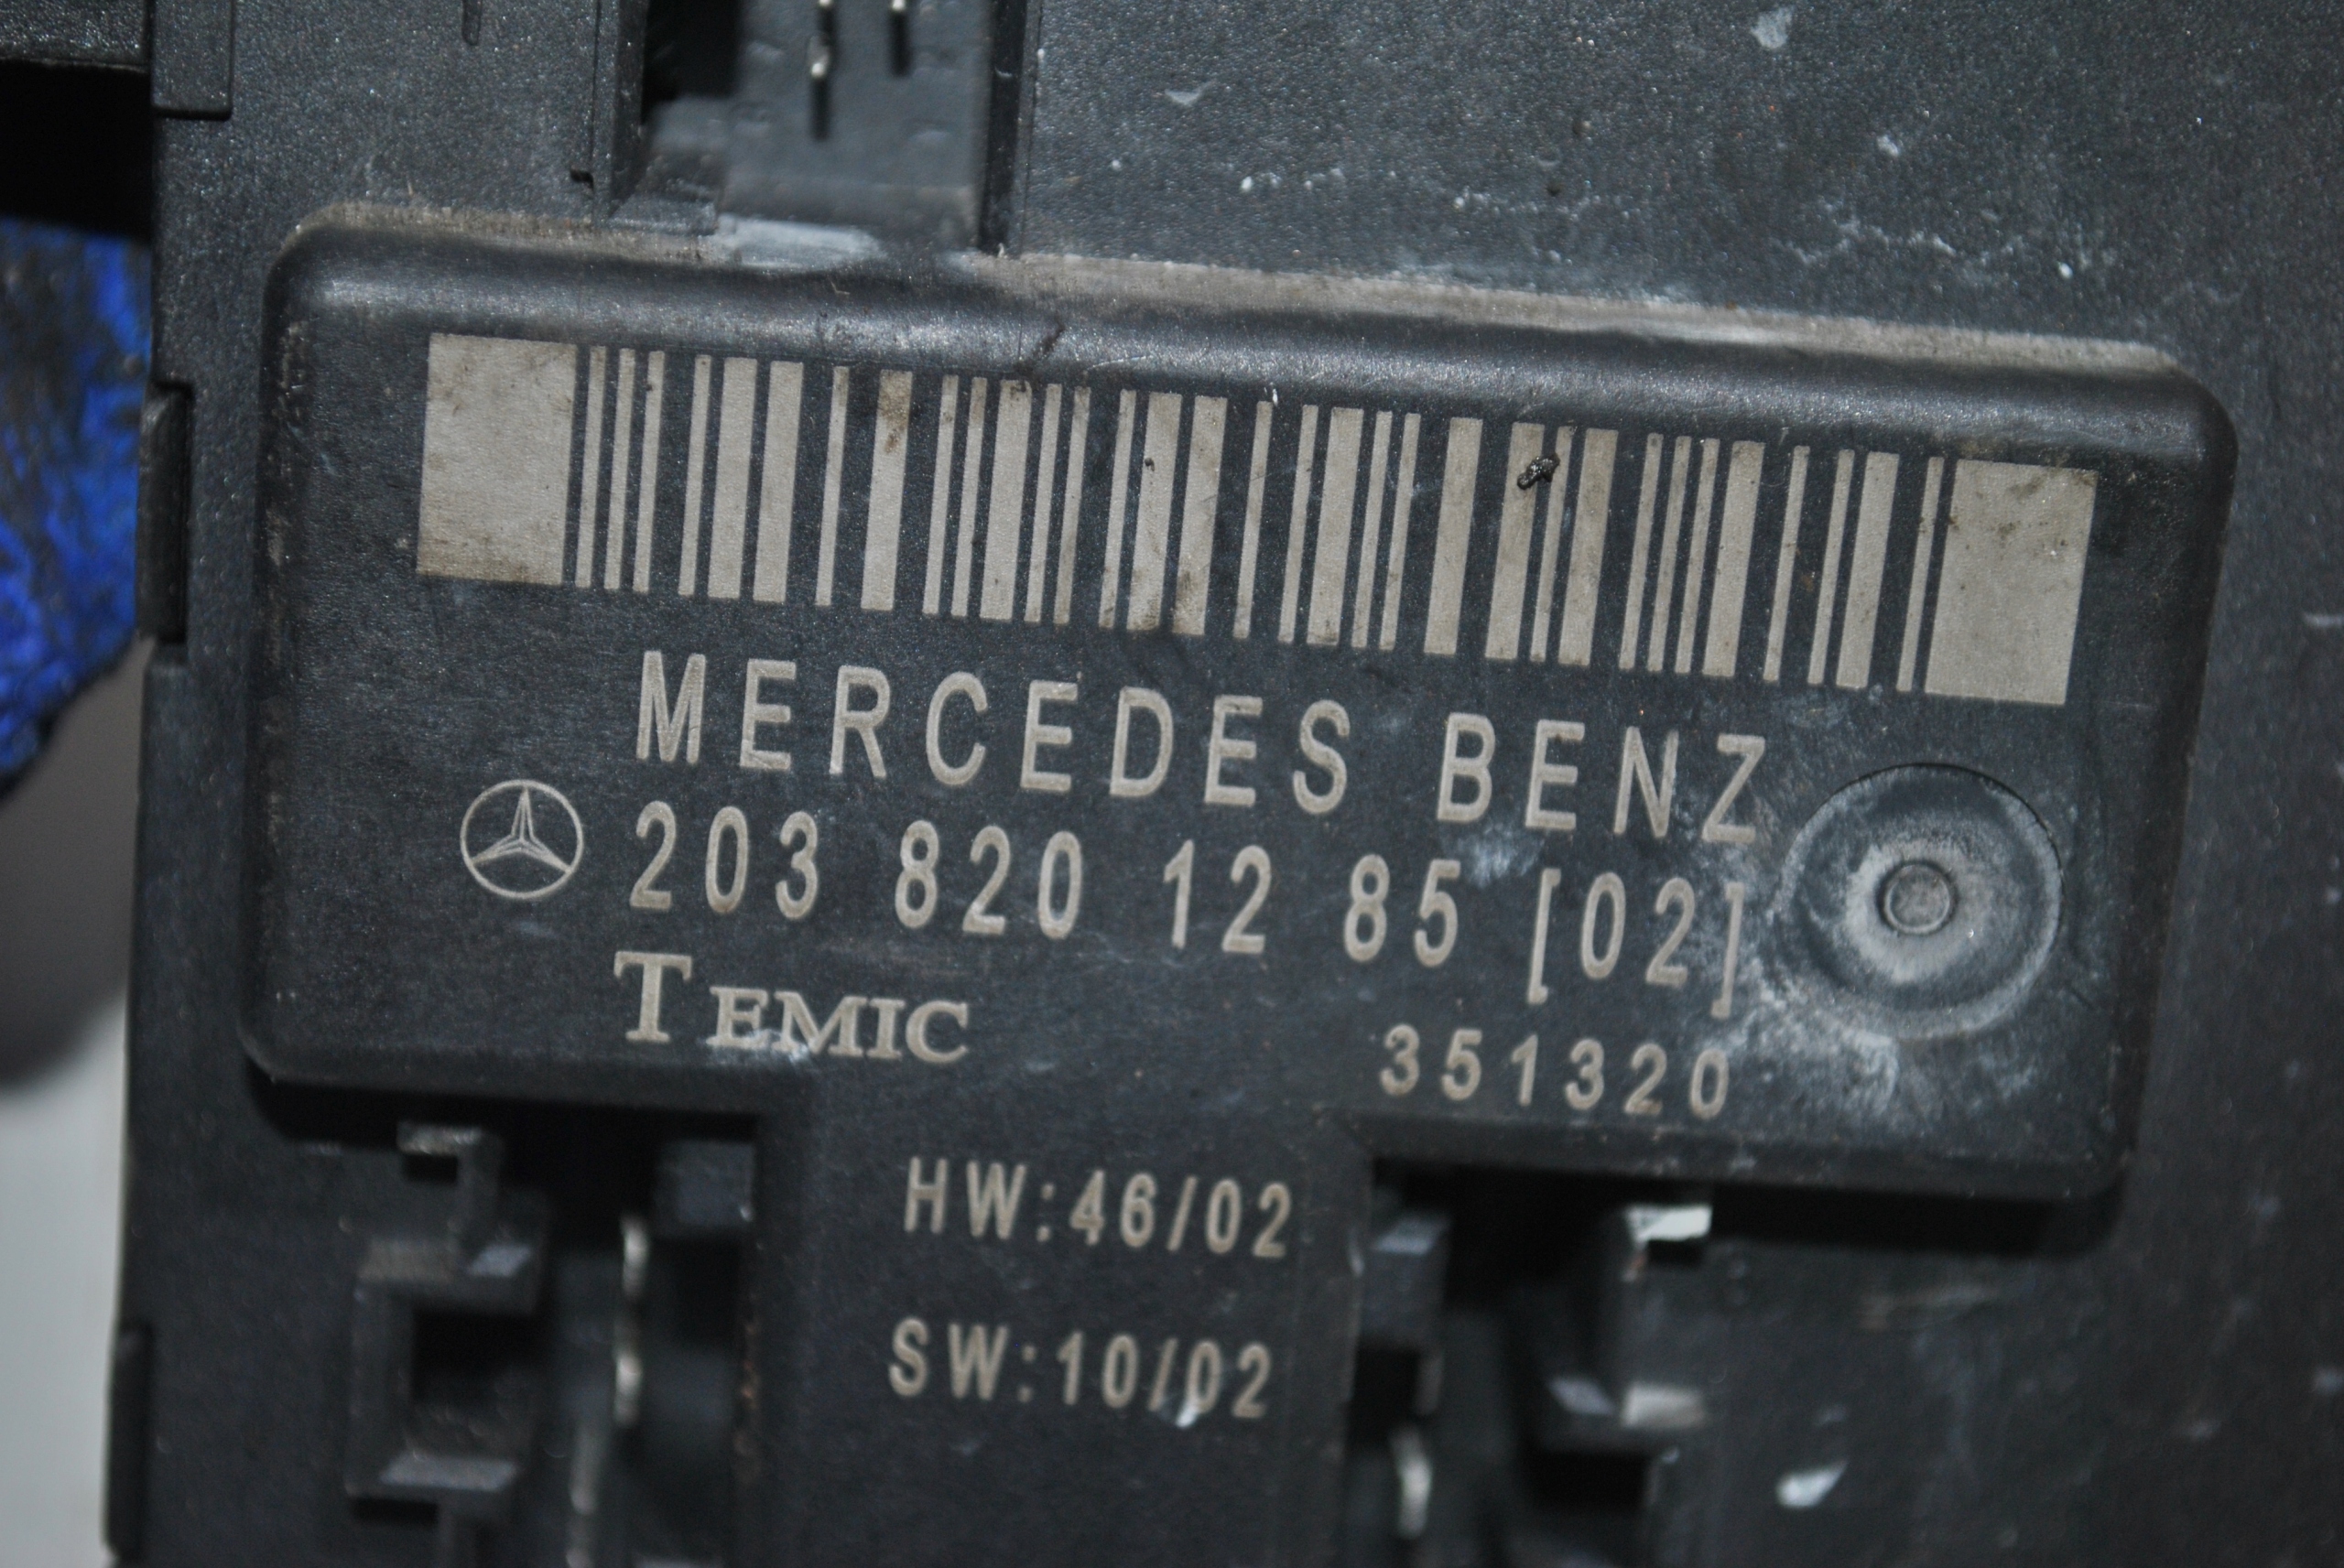 MERCEDES BENZ
203 820 12 85 [02]
TEMIC
351320
HW:46/02
SW:10/02